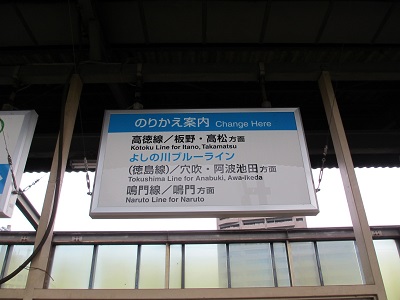 のりかえ案内 Change Here
高徳線／板野・高松方面
Kōtoku Line for Itano, Takamatsu
よしの川ブルーライン
(徳島線)／穴吹・阿波池田方面
Tokushima Line for Anabuki, Awa-Ikeda
鳴門線／鳴門方面
Naruto Line for Naruto